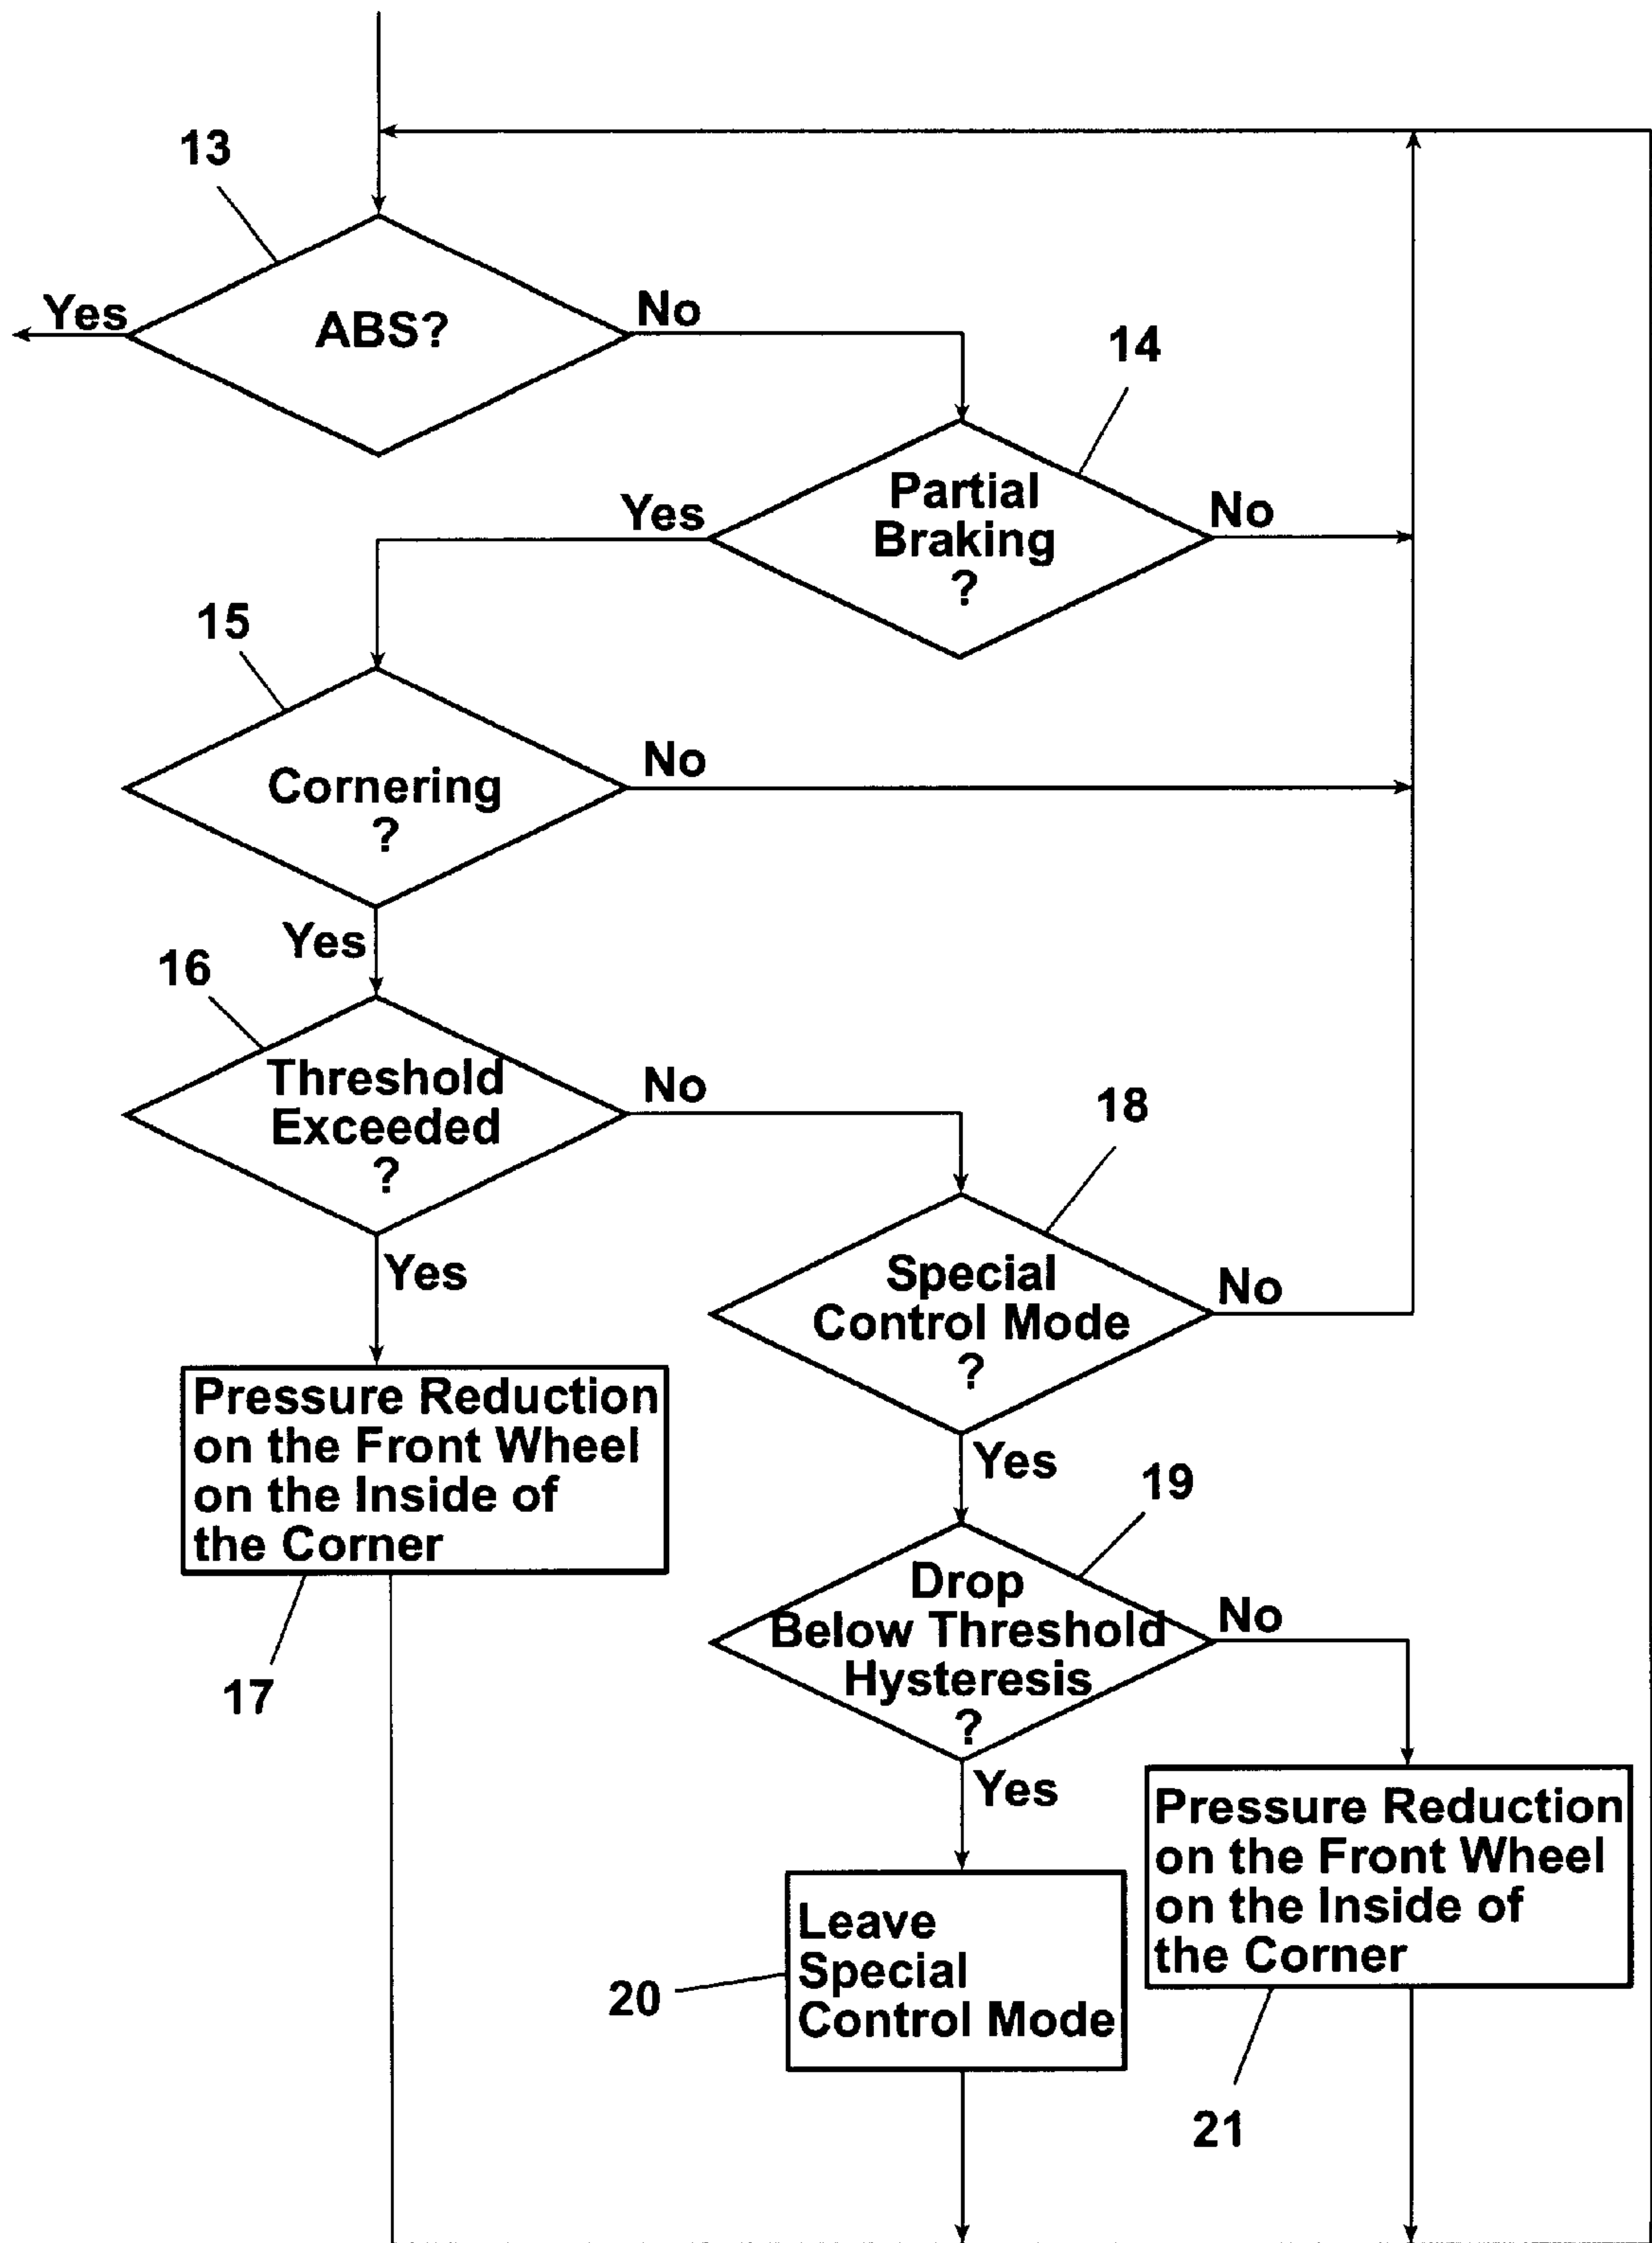 13
Yes
ABS?
No
14
Partial
Braking
?
Yes
No
15
Cornering
?
No
Yes
16
Threshold
Exceeded
?
No
18
Yes
Special
Control Mode
?
No
Pressure Reduction
on the Front Wheel
on the Inside of
the Corner
17
Yes
19
Drop
Below Threshold
Hysteresis
?
No
Yes
Leave
Special
Control Mode
20
Pressure Reduction
on the Front Wheel
on the Inside of
the Corner
21